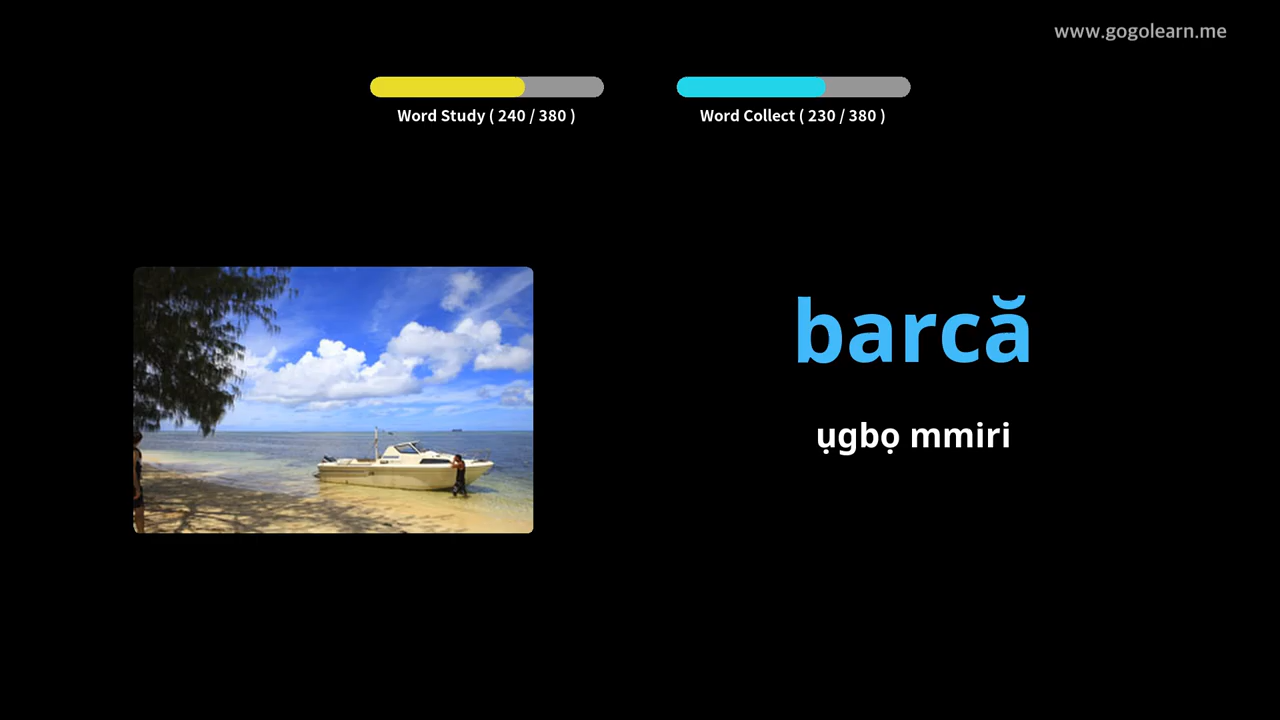 www.gogolearn.me
Word Study ( 240 / 380 )
Word Collect ( 230 / 380 )
barcă
ụgbọ mmiri